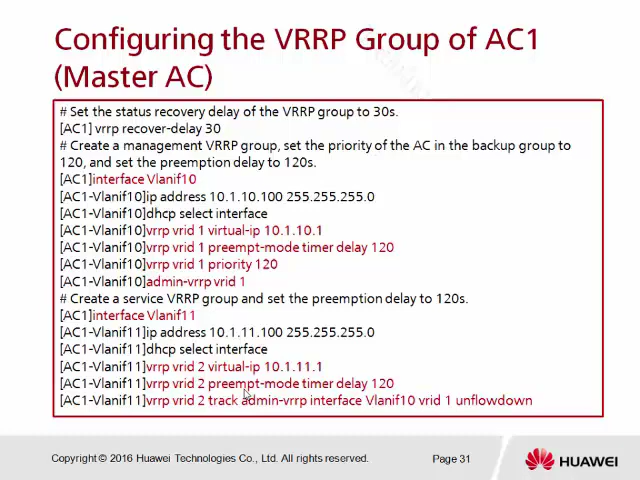 Configuring the VRRP Group of AC1
(Master AC)
# Set the status recovery delay of the VRRP group to 30s.
[AC1] vrrp recover-delay 30
# Create a management VRRP group, set the priority of the AC in the backup group to
120, and set the preemption delay to 120s.
[AC1]interface Vlanif10
[AC1-Vlanif10]ip address 10.1.10.100 255.255.255.0
[AC1-Vlanif10]dhcp select interface
[AC1-Vlanif10]vrrp vrid 1 virtual-ip 10.1.10.1
[AC1-Vlanif10]vrrp vrid 1 preempt-mode timer delay 120
[AC1-Vlanif10]vrrp vrid 1 priority 120
[AC1-Vlanif10]admin-vrrp vrid 1
# Create a service VRRP group and set the preemption delay to 120s.
[AC1]interface Vlanif11
[AC1-Vlanif11]ip address 10.1.11.100 255.255.255.0
[AC1-Vlanif11]dhcp select interface
[AC1-Vlanif11]vrrp vrid 2 virtual-ip 10.1.11.1
[AC1-Vlanif11]vrrp vrid 2 preempt-mode timer delay 120
[AC1-Vlanif11]vrrp vrid 2 track admin-vrrp interface Vlanif10 vrid 1 unflowdown
Copyright © 2016 Huawei Technologies Co., Ltd. All rights reserved.
Page 31
HUAWEI